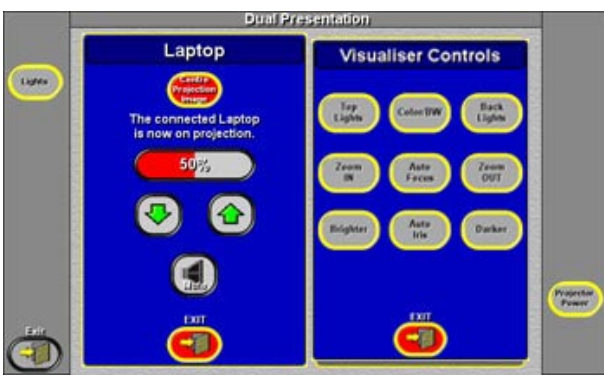 Dual Presentation
Lights
Exit
Laptop
Centre
Projection
Image
The connected Laptop
is now on projection.
50%
Mute
EXIT
Visualiser Controls
Top
Lights
Color/BW
Back
Lights
Zoom
IN
Auto
Focus
Zoom
OUT
Brighter
Auto
Iris
Darker
EXIT
Projector
Power